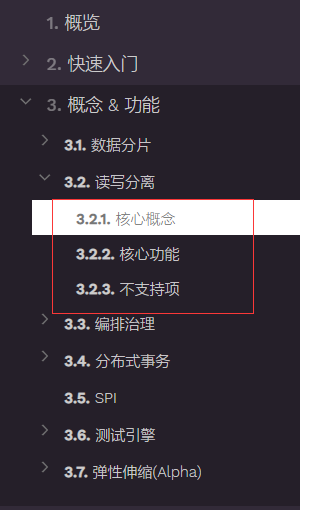 1. 概览
2. 快速入门
3. 概念 & 功能
3.1. 数据分片
3.2. 读写分离
3.2.1. 核心概念
3.2.2. 核心功能
3.2.3. 不支持项
3.3. 编排治理
3.4. 分布式事务
3.5. SPI
3.6. 测试引擎
3.7. 弹性伸缩(Alpha)